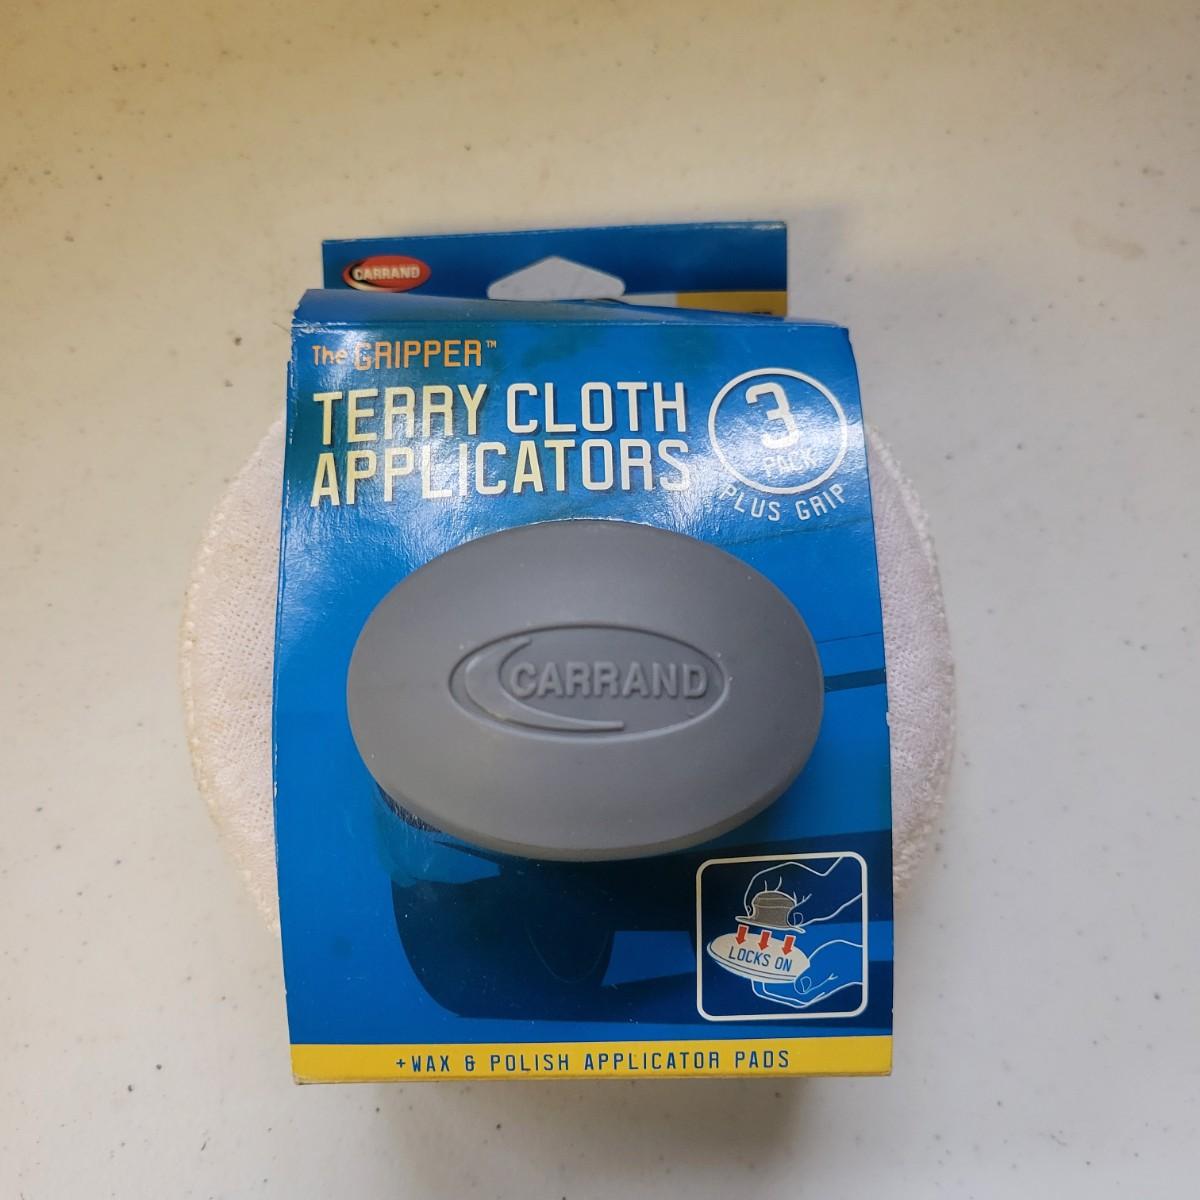 CARRAND
The GRIPPER™
TERRY CLOTH
APPLICATORS
3
PACK
PLUS GRIP
CARRAND
LOCKS ON
+WAX & POLISH APPLICATOR PADS